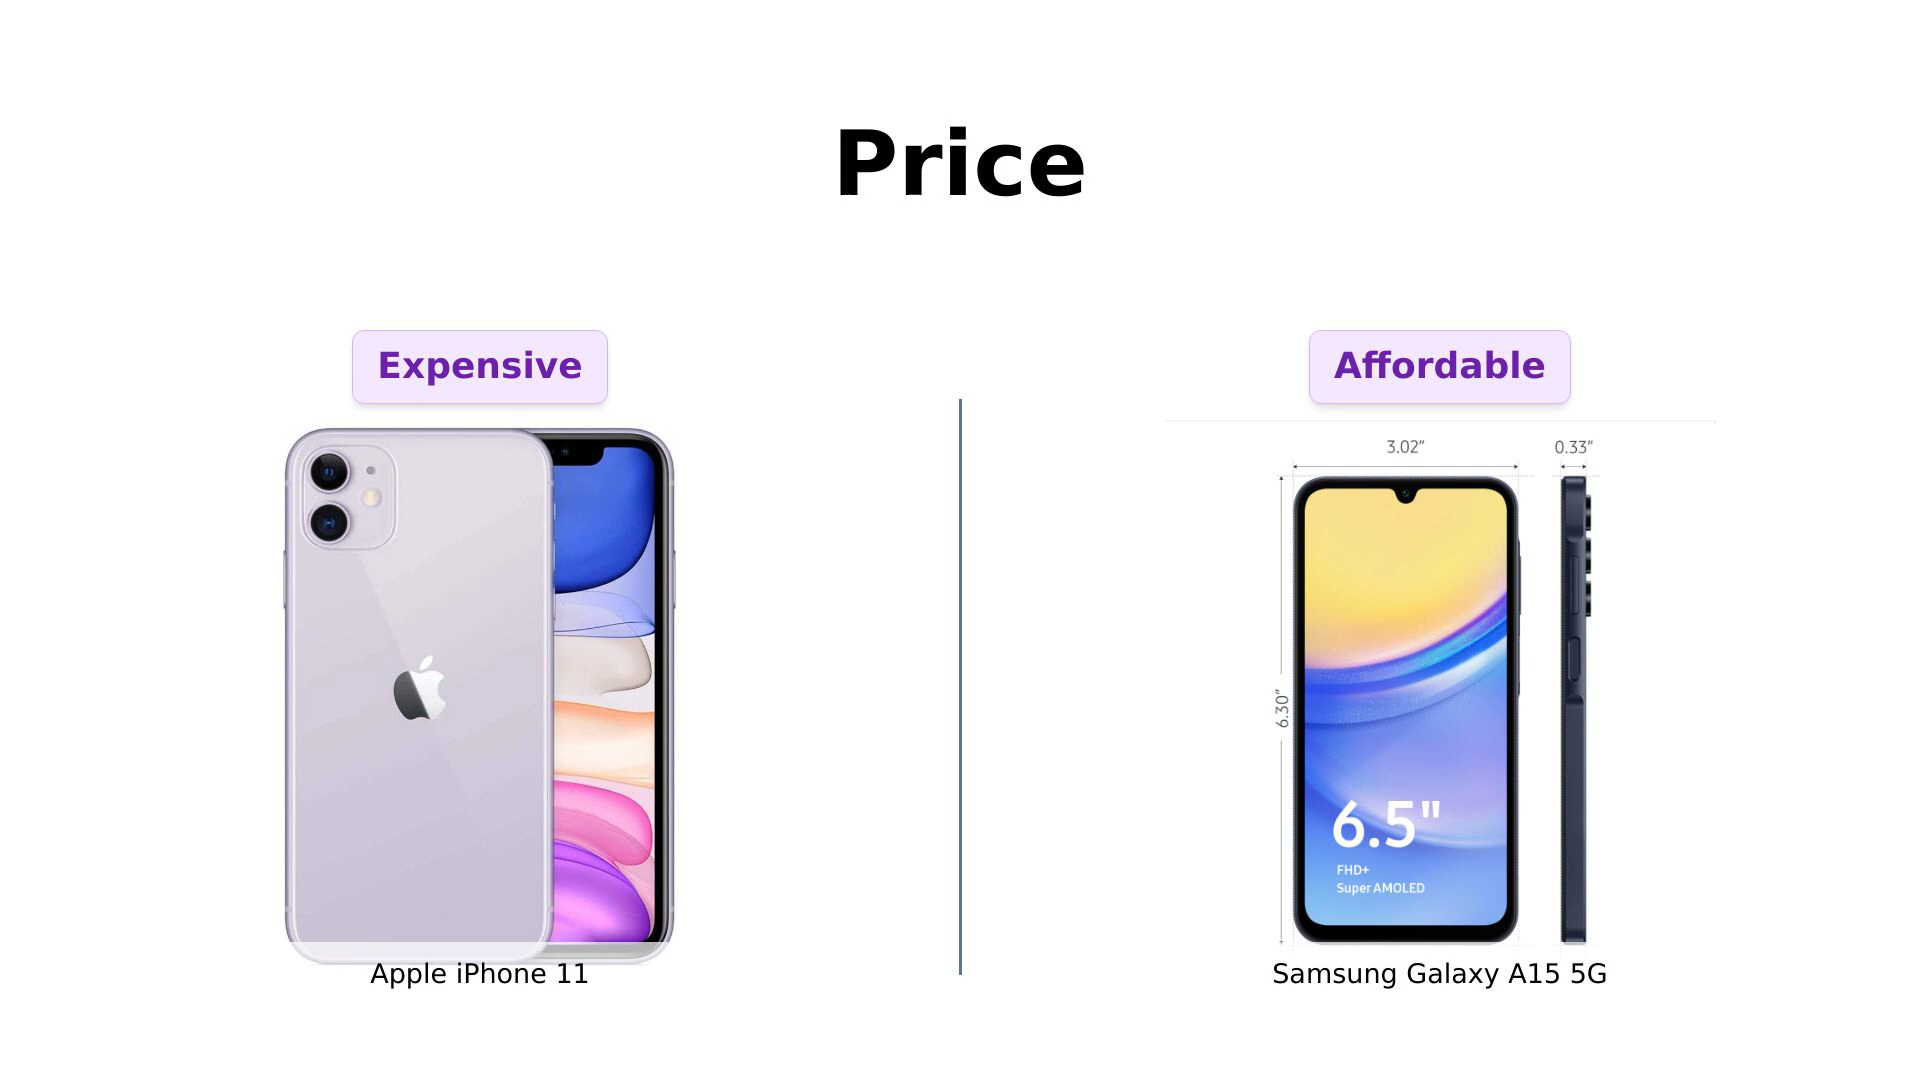 Price
Expensive
Affordable
3.02”
0.33”
6.30”
6.5"
FHD+
Super AMOLED
Apple iPhone 11
Samsung Galaxy A15 5G